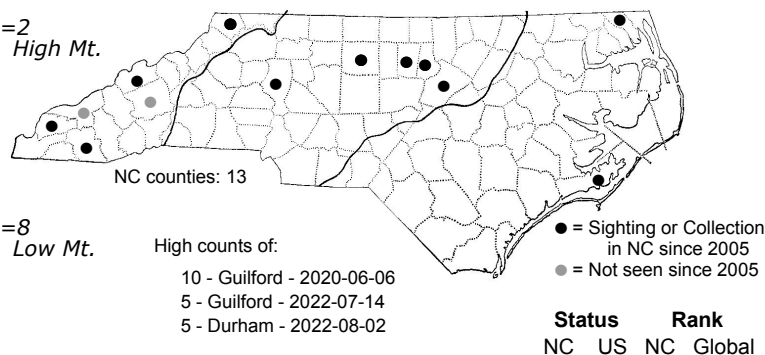 =2
High Mt.
NC counties: 13
=8
Low Mt.
High counts of:
10 - Guilford - 2020-06-06
5 - Guilford - 2022-07-14
5 - Durham - 2022-08-02
● = Sighting or Collection
in NC since 2005
● = Not seen since 2005
Status Rank
NC US NC Global